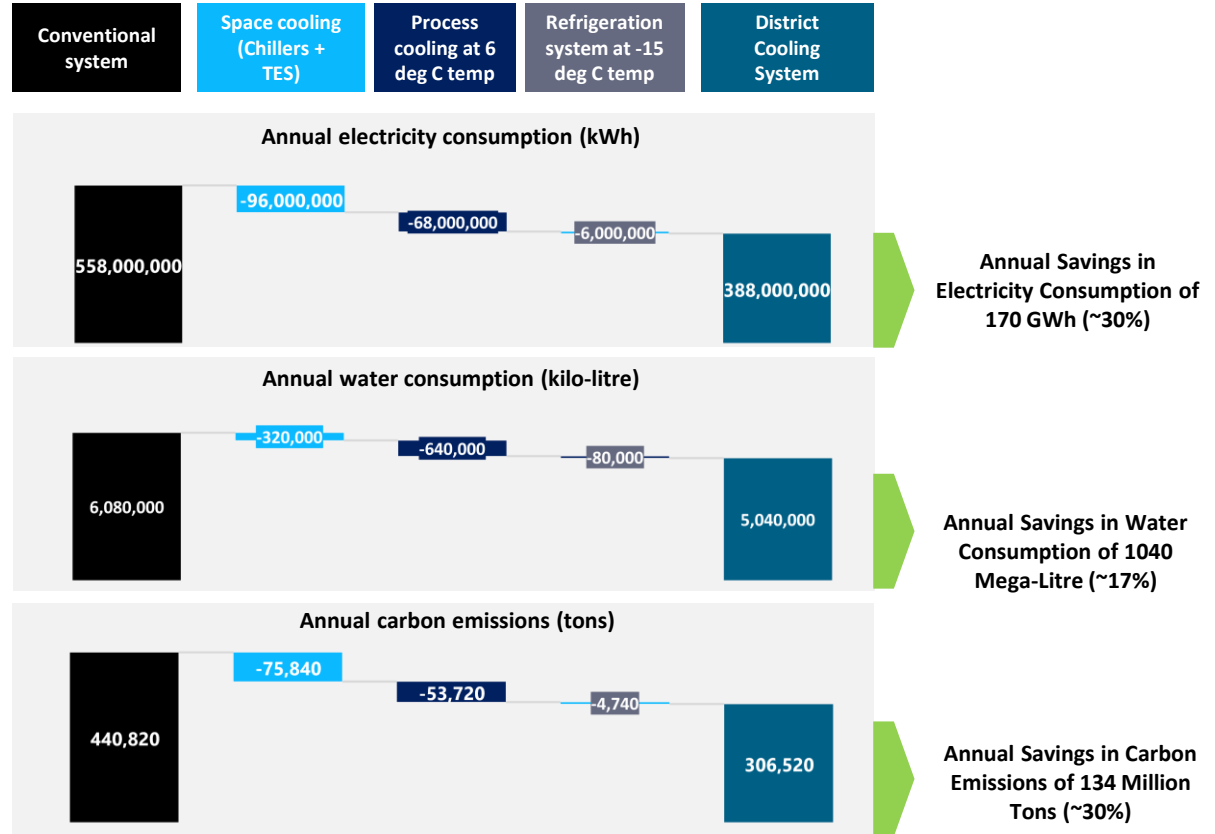 Conventional
system
Space cooling
(Chillers +
TES)
Process
cooling at 6
deg C temp
Refrigeration
system at -15
deg C temp
District
Cooling
System
Annual electricity consumption (kWh)
558,000,000
-96,000,000
-68,000,000
-6,000,000
388,000,000
Annual Savings in
Electricity Consumption of
170 GWh (~30%)
Annual water consumption (kilo-litre)
6,080,000
-320,000
-640,000
-80,000
5,040,000
Annual Savings in Water
Consumption of 1040
Mega-Litre (~17%)
Annual carbon emissions (tons)
440,820
-75,840
-53,720
-4,740
306,520
Annual Savings in Carbon
Emissions of 134 Million
Tons (~30%)